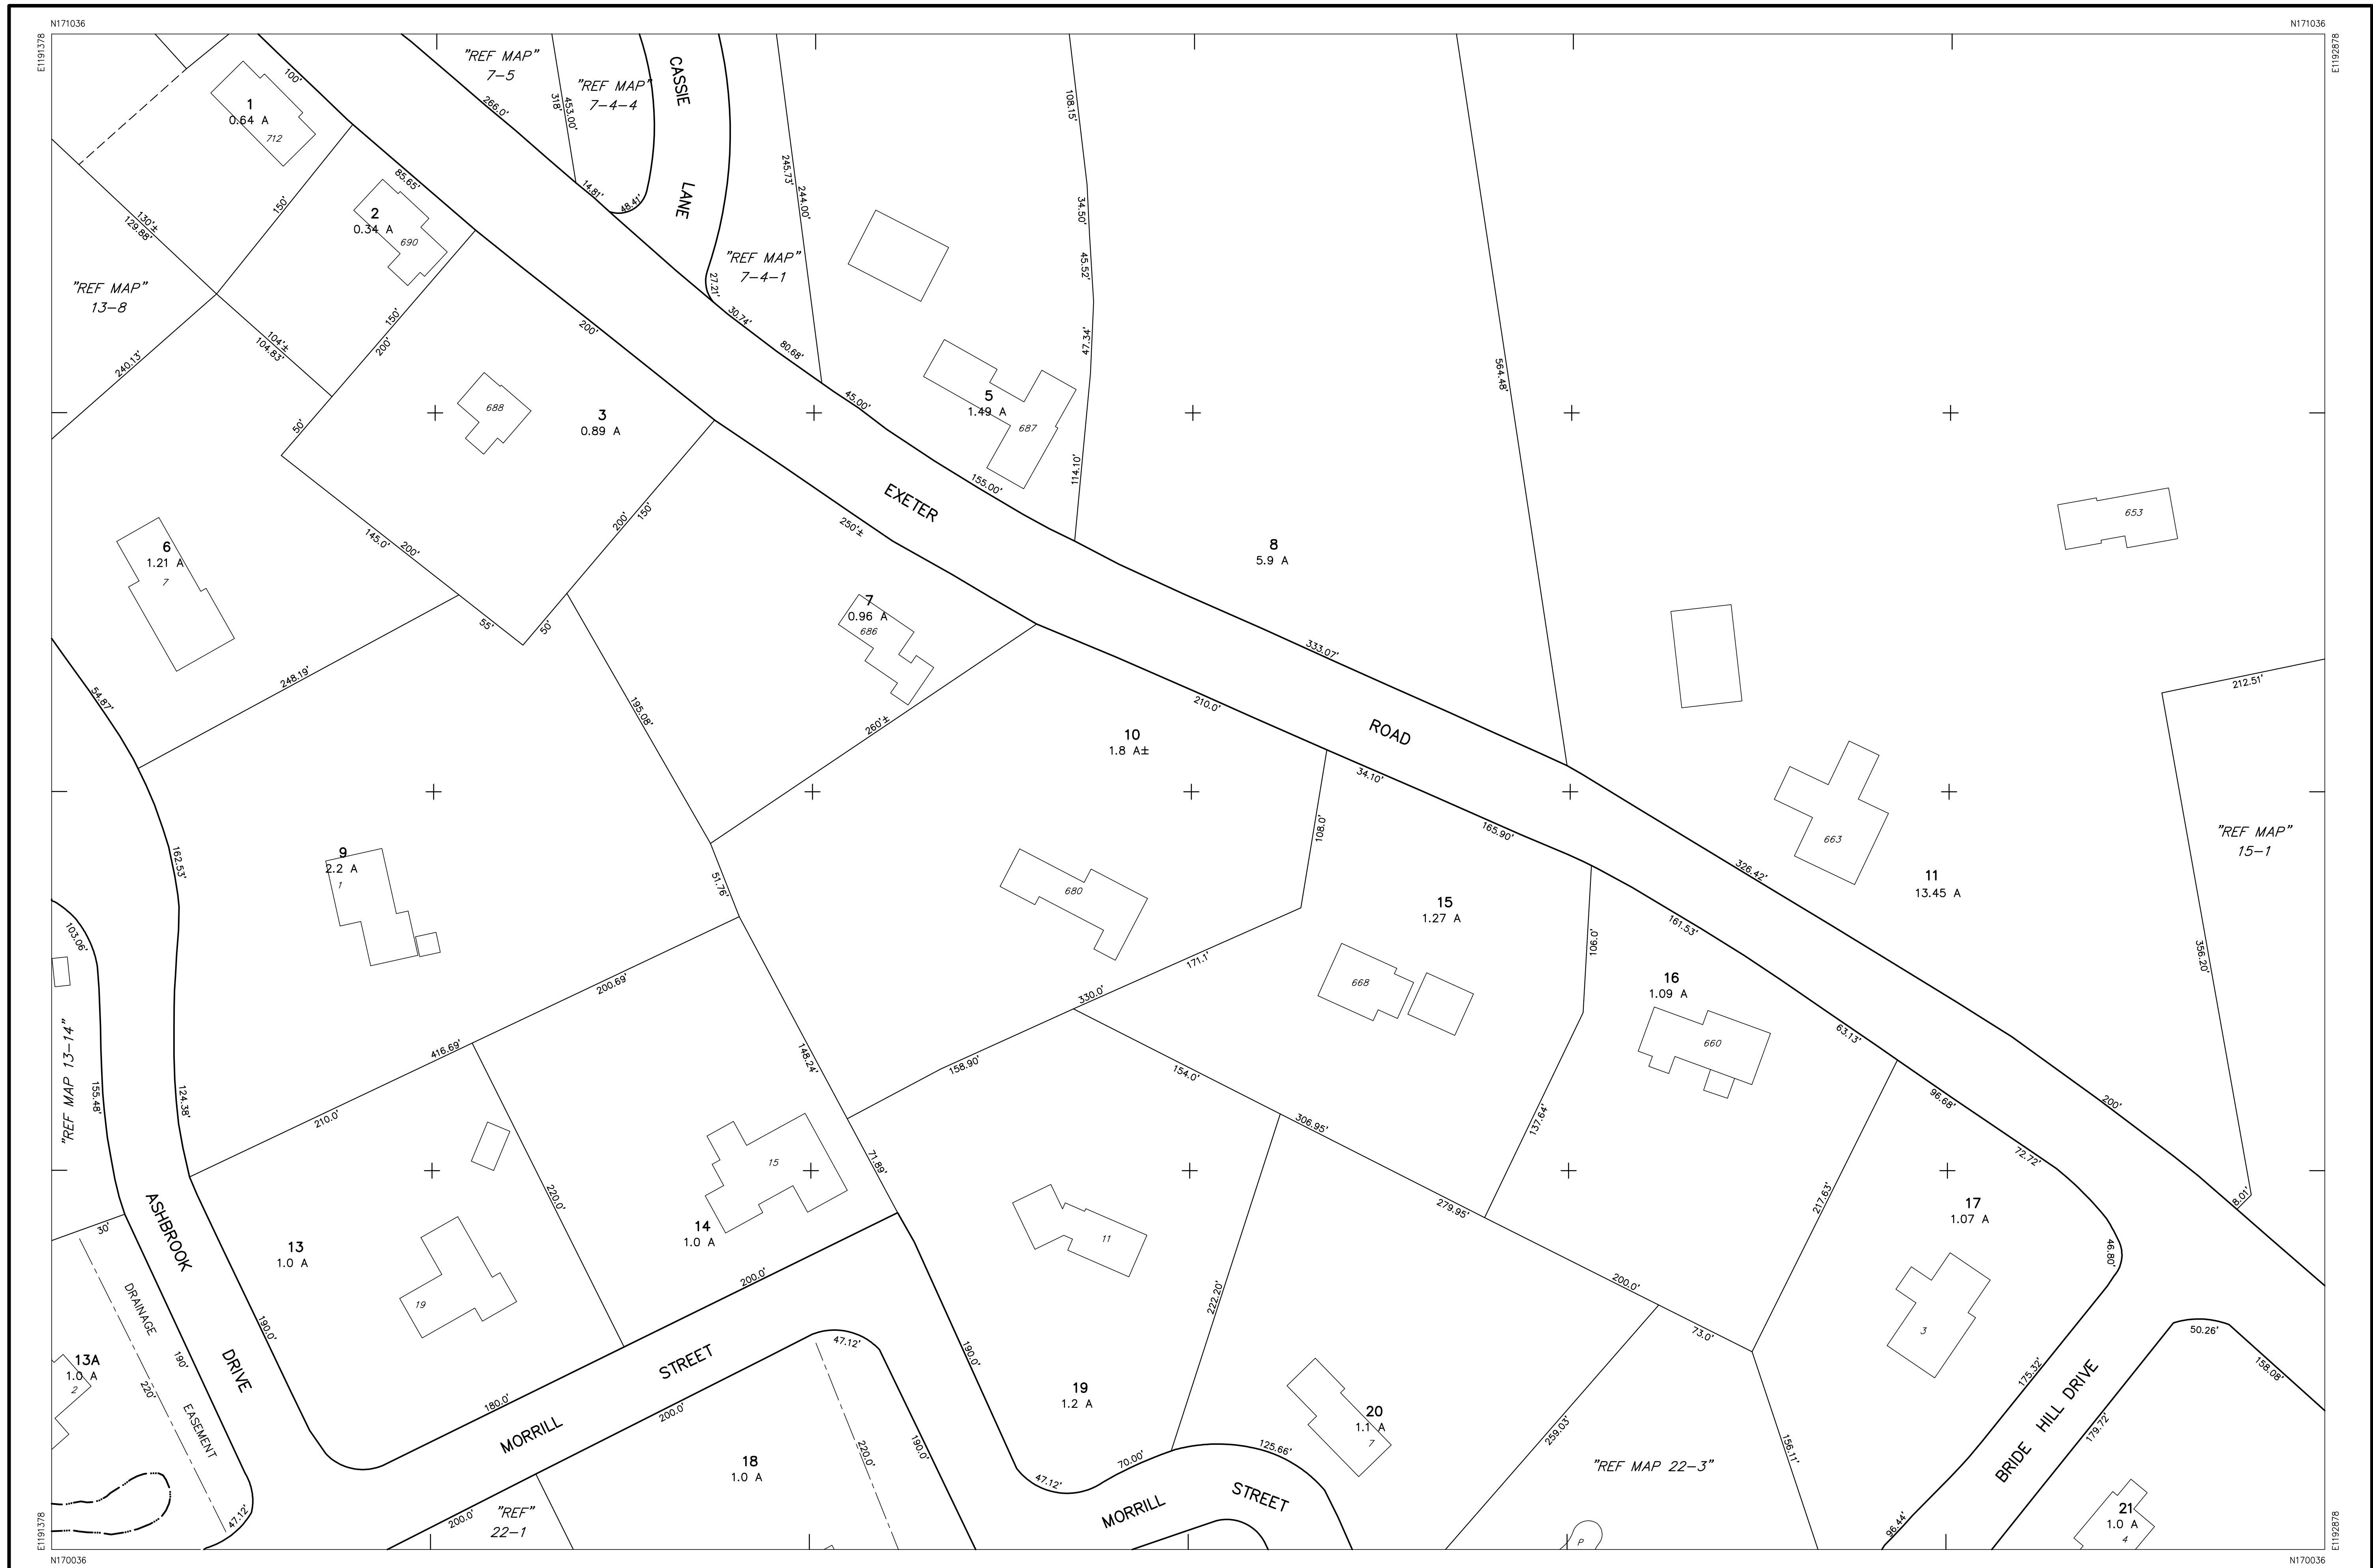 N171036
N171036
E1191378
E1192878
"REF MAP"
7-5
"REF MAP"
7-4-4
CASSIE
LANE
1
0.64 A
712
100'
266.0'
318'
453.00'
108.15'
85.65'
150'
14.81'
48.41'
245.73'
244.00'
34.50'
2
0.34 A
690
130'±
129.88'
"REF MAP"
7-4-1
27.21'
45.52'
"REF MAP"
13-8
30.74'
150'
200'
200'
80.68'
47.34'
104'±
104.83'
240.13'
564.48'
45.00'
5
1.49 A
687
688
3
0.89 A
50'
114.10'
155.00'
EXETER
250'±
200'
150'
653
145.0'
200'
8
5.9 A
6
1.21 A
7
7
0.96 A
686
55'
50'
333.07'
248.19'
212.51'
54.87'
195.08'
210.0'
260'±
ROAD
10
1.8 A±
34.10'
108.0'
165.90'
663
"REF MAP"
15-1
9
2.2 A
1
162.53'
51.76'
680
326.42'
11
13.45 A
15
1.27 A
161.53'
103.06'
106.0'
356.20'
171.1'
200.69'
668
16
1.09 A
330.0'
660
63.13'
416.69'
148.24'
158.90'
154.0'
"REF MAP 13-14"
155.48'
124.38'
96.68'
200'
210.0'
306.95'
137.64'
72.72'
71.89'
15
220.0'
217.63'
8.01'
279.95'
17
1.07 A
ASHBROOK
30'
14
1.0 A
11
46.80'
13
1.0 A
200.0'
200.0'
222.20'
DRAINAGE
19
190.0'
3
50.26'
73.0'
47.12'
190.0'
STREET
DRIVE
13A
1.0 A
2
190'
220'
158.08'
175.32'
BRIDE HILL DRIVE
179.72'
180.0'
200.0'
19
1.2 A
20
1.1 A
7
EASEMENT
MORRILL
220.0'
190.0'
259.03'
156.11'
125.66'
70.00'
18
1.0 A
"REF MAP 22-3"
47.12'
STREET
MORRILL
47.12'
200.0'
"REF"
22-1
96.44'
21
1.0 A
4
P
E1191378
E1192878
N170036
N170036